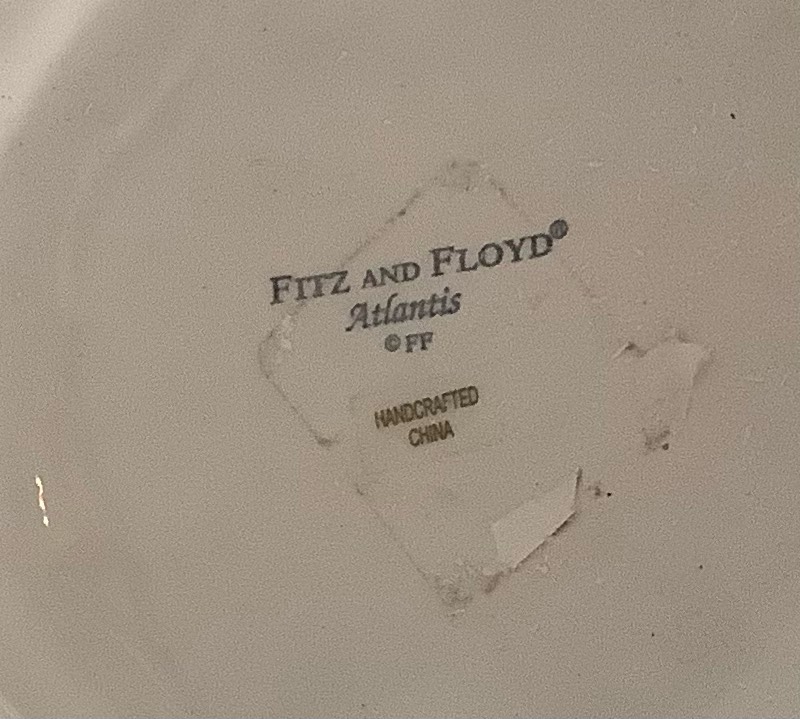 FITZ AND FLOYD®
Atlantis
©FF
HANDCRAFTED
CHINA